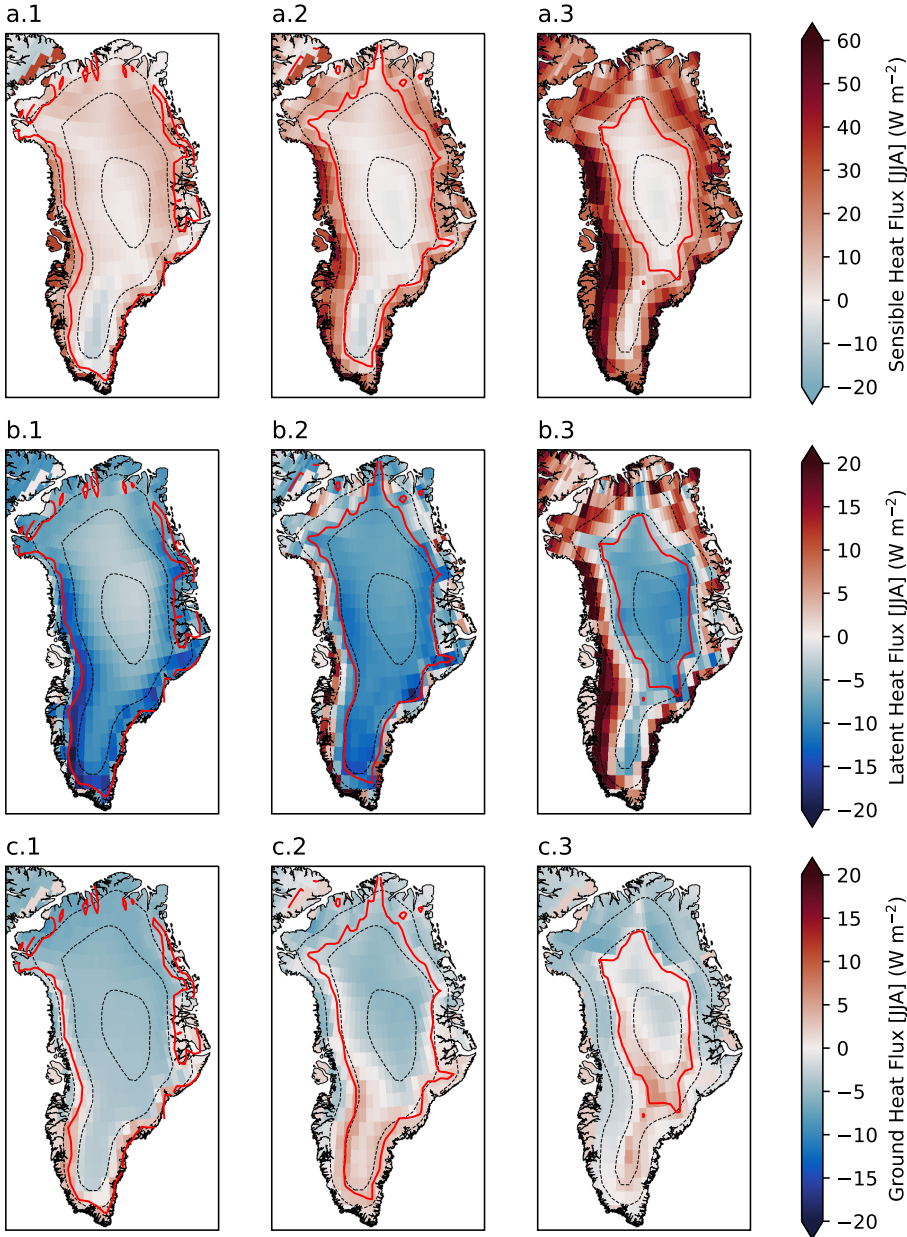 a.1
a.2
a.3
60
50
40
30
20
10
0
−10
−20
Sensible Heat Flux [JJA] (W m−2)
b.1
b.2
b.3
20
15
10
5
0
−5
−10
−15
−20
Latent Heat Flux [JJA] (W m−2)
c.1
c.2
c.3
20
15
10
5
0
−5
−10
−15
−20
Ground Heat Flux [JJA] (W m−2)